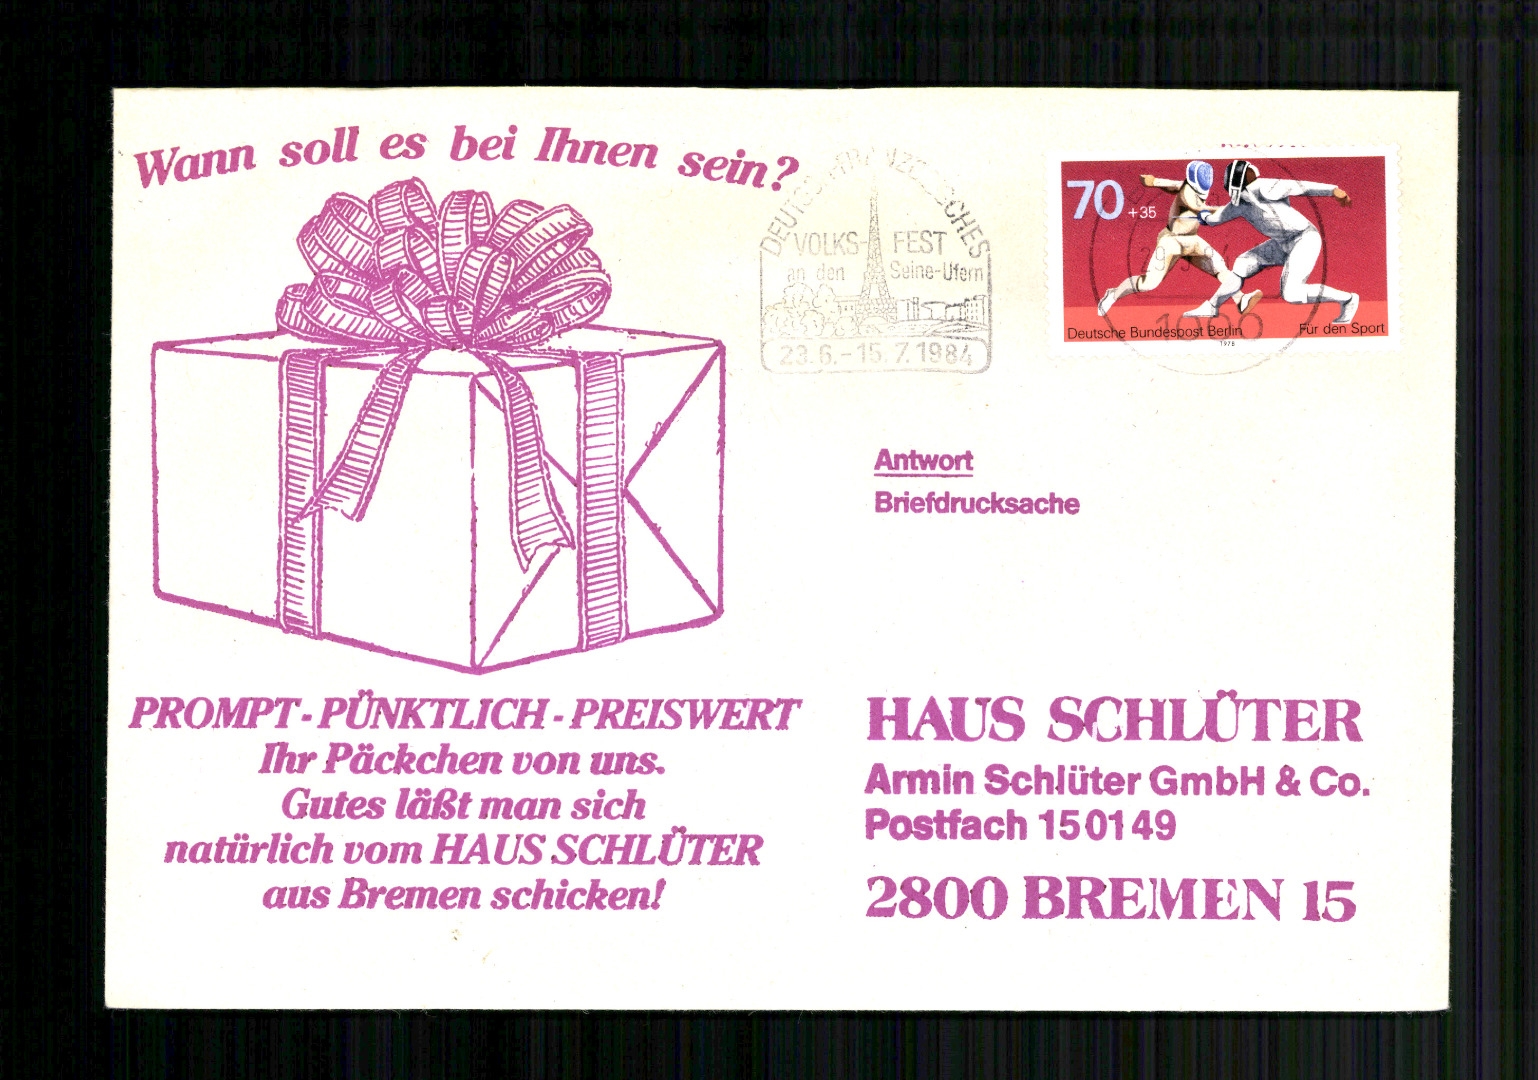 Wann soll es bei Ihnen sein?
DEUTSCH-FRANZÖSISCHES
VOLKS-FEST
an den Seine-Ufern
23.6.-15.7.1984
70 +35
1000
Deutsche Bundespost Berlin Für den Sport
1978
Antwort
Briefdrucksache
PROMPT - PÜNKTLICH - PREISWERT
Ihr Päckchen von uns.
Gutes läßt man sich
natürlich vom HAUS SCHLÜTER
aus Bremen schicken!
HAUS SCHLÜTER
Armin Schlüter GmbH & Co.
Postfach 150149
2800 BREMEN 15